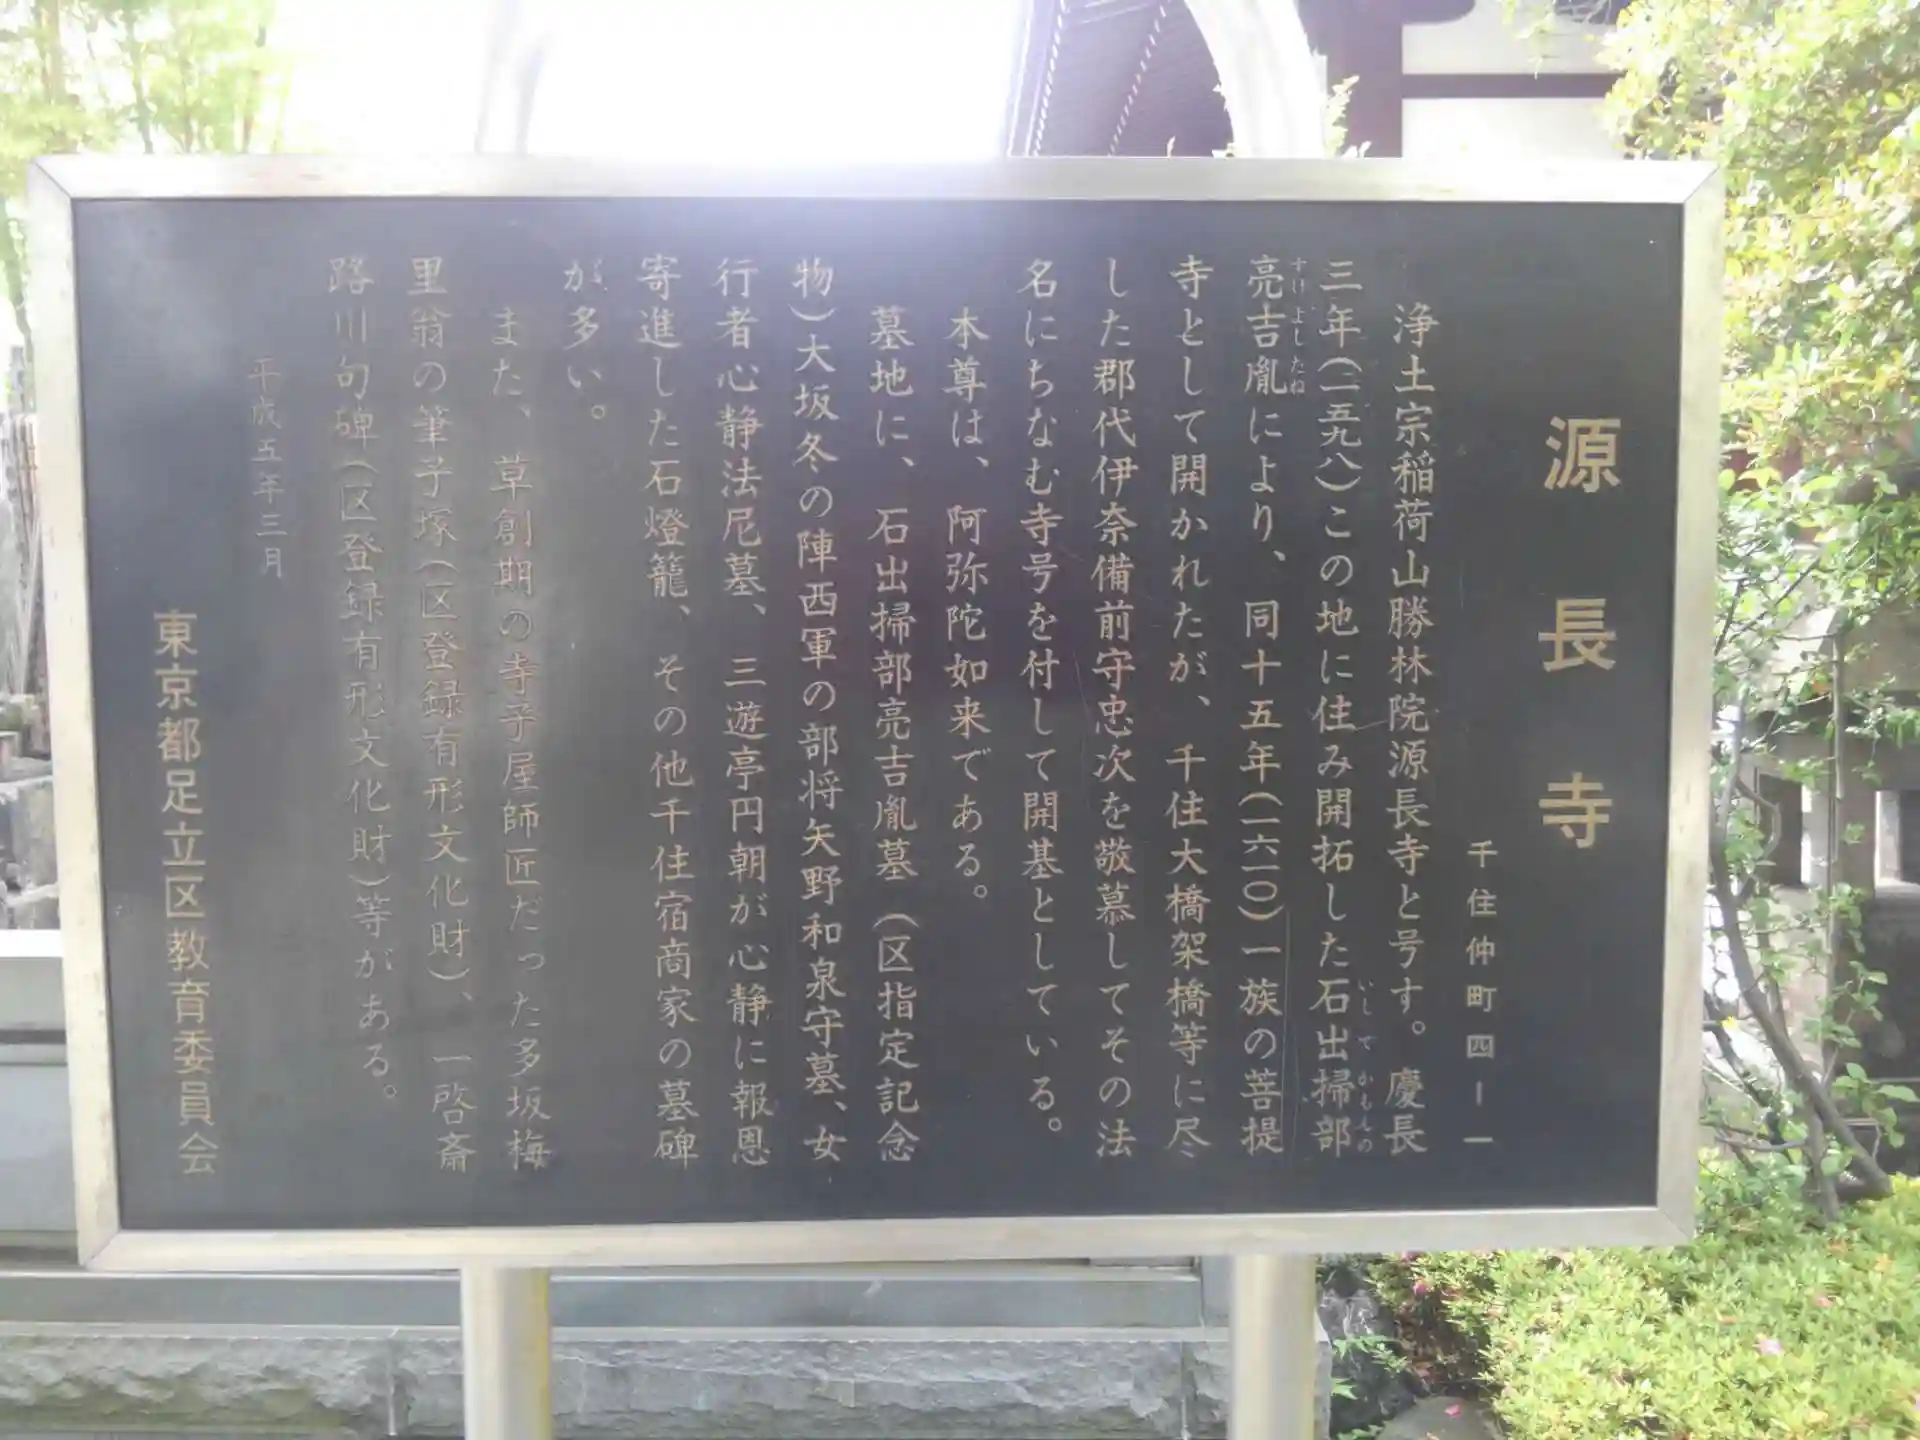 源長寺
千住仲町四ー一
浄土宗稲荷山勝林院源長寺と号す。慶長
三年(一五九八)この地に住み開拓した石出掃部
いしでかもんの
亮吉胤により、同十五年(一六一〇)一族の菩提
すけよしたね
寺として開かれたが、千住大橋架橋等に尽
した郡代伊奈備前守忠次を敬慕してその法
名にちなむ寺号を付して開基としている。
本尊は、阿弥陀如来である。
墓地に、石出掃部亮吉胤墓(区指定記念
物)大坂冬の陣西軍の部将矢野和泉守墓、女
行者心静法尼墓、三遊亭円朝が心静に報恩
寄進した石燈籠、その他千住宿商家の墓碑
が多い。
また、草創期の寺子屋師匠だった多坂梅
里翁の筆子塚(区登録有形文化財)、一啓斎
路川句碑(区登録有形文化財)等がある。
平成五年三月
東京都足立区教育委員会